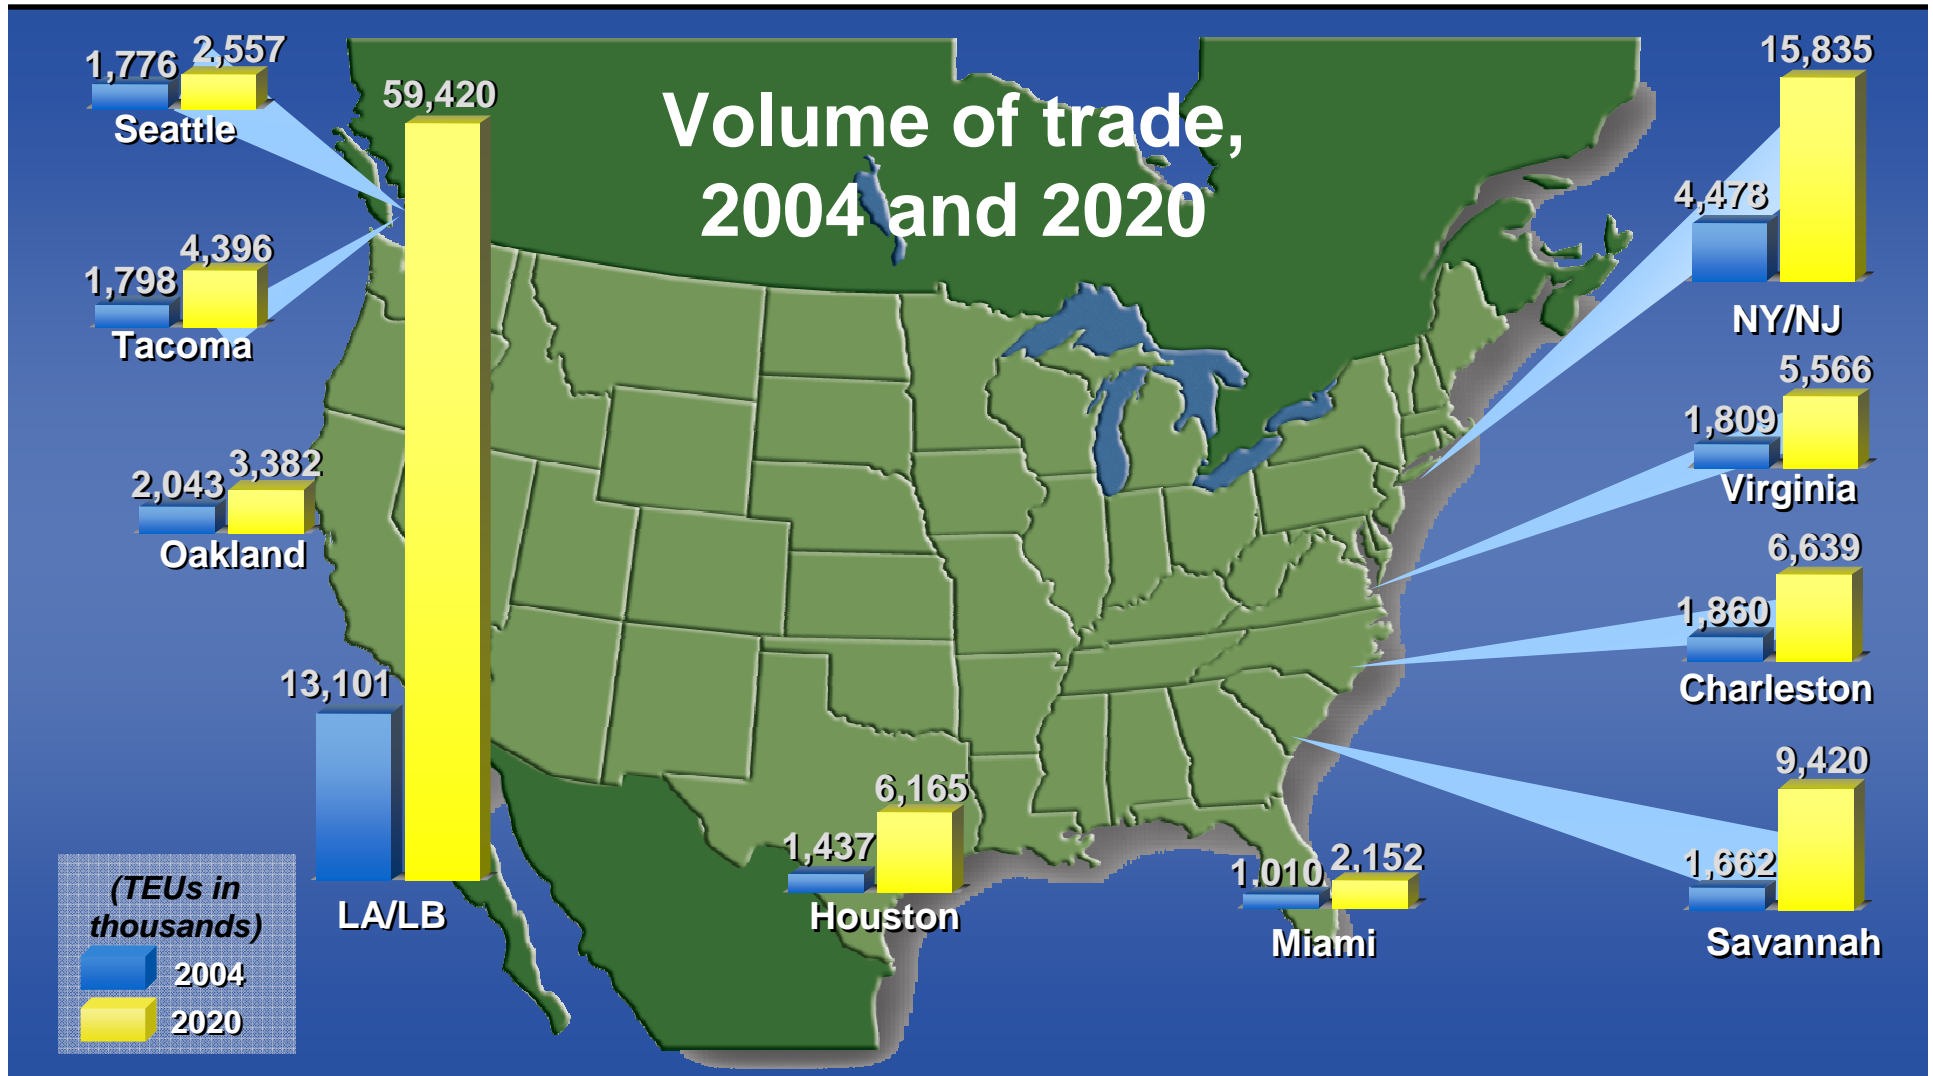 Volume of trade,
2004 and 2020
1,776
2,557
Seattle
1,798
4,396
Tacoma
2,043
3,382
Oakland
13,101
59,420
LA/LB
1,437
6,165
Houston
1,010
2,152
Miami
4,478
15,835
NY/NJ
1,809
5,566
Virginia
1,860
6,639
Charleston
1,662
9,420
Savannah
(TEUs in
thousands)
2004
2020